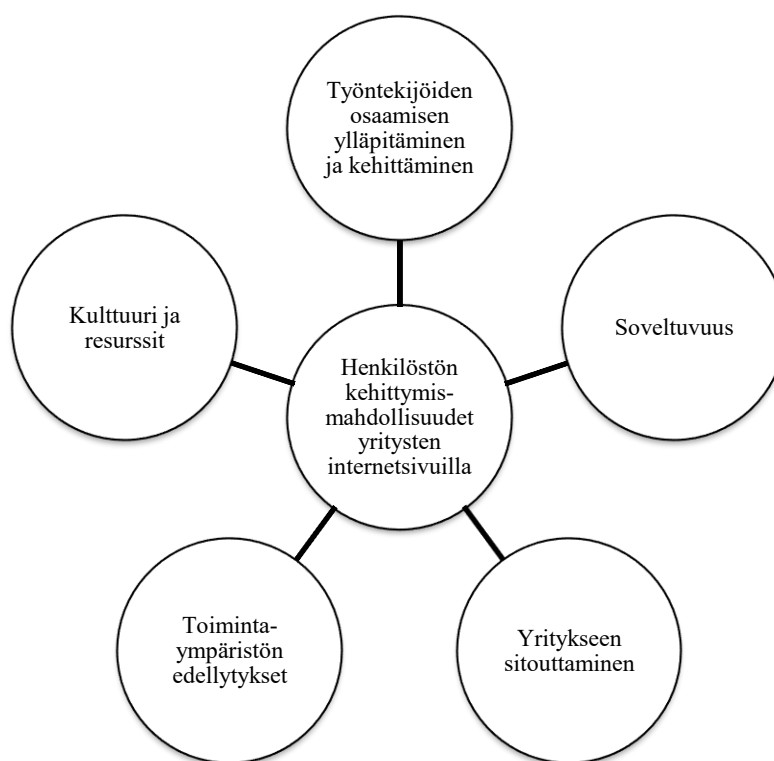 Työntekijöiden
osaamisen
ylläpitäminen
ja kehittäminen
Kulttuuri ja
resurssit
Soveltuvuus
Henkilöstön
kehittymis-
mahdollisuudet
yritysten
internetsivuilla
Toiminta-
ympäristön
edellytykset
Yritykseen
sitouttaminen